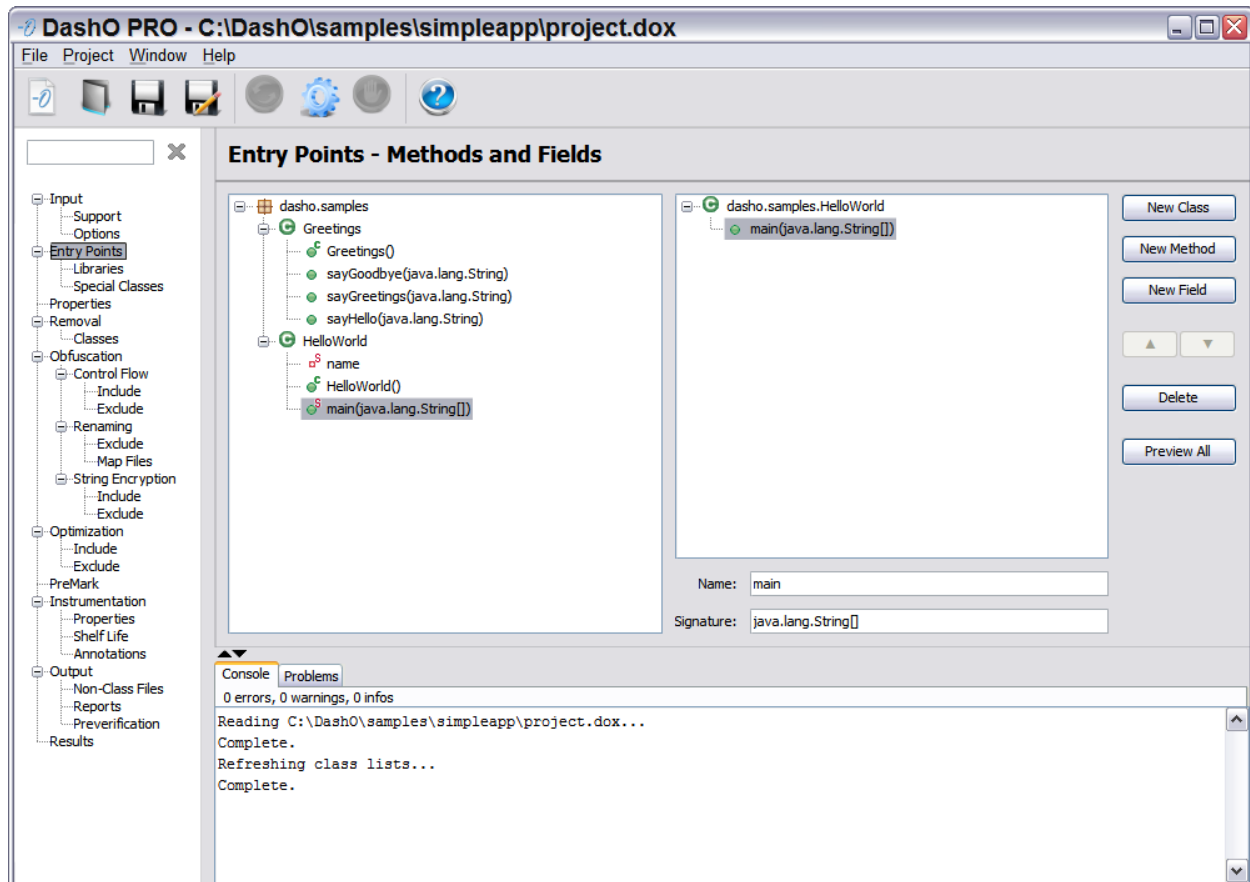 DashO PRO - C:\DashO\samples\simpleapp\project.dox
File Project Window Help
Input
Support
Options
Entry Points
Libraries
Special Classes
Properties
Removal
Classes
Obfuscation
Control Flow
Include
Exclude
Renaming
Exclude
Map Files
String Encryption
Include
Exclude
Optimization
Include
Exclude
PreMark
Instrumentation
Properties
Shelf Life
Annotations
Output
Non-Class Files
Reports
Preverification
Results
Entry Points - Methods and Fields
dasho.samples
Greetings
Greetings()
sayGoodbye(java.lang.String)
sayGreetings(java.lang.String)
sayHello(java.lang.String)
HelloWorld
name
HelloWorld()
main(java.lang.String[])
dasho.samples.HelloWorld
main(java.lang.String[])
Name: main
Signature: java.lang.String[]
New Class
New Method
New Field
Delete
Preview All
Console Problems
0 errors, 0 warnings, 0 infos
Reading C:\DashO\samples\simpleapp\project.dox...
Complete.
Refreshing class lists...
Complete.